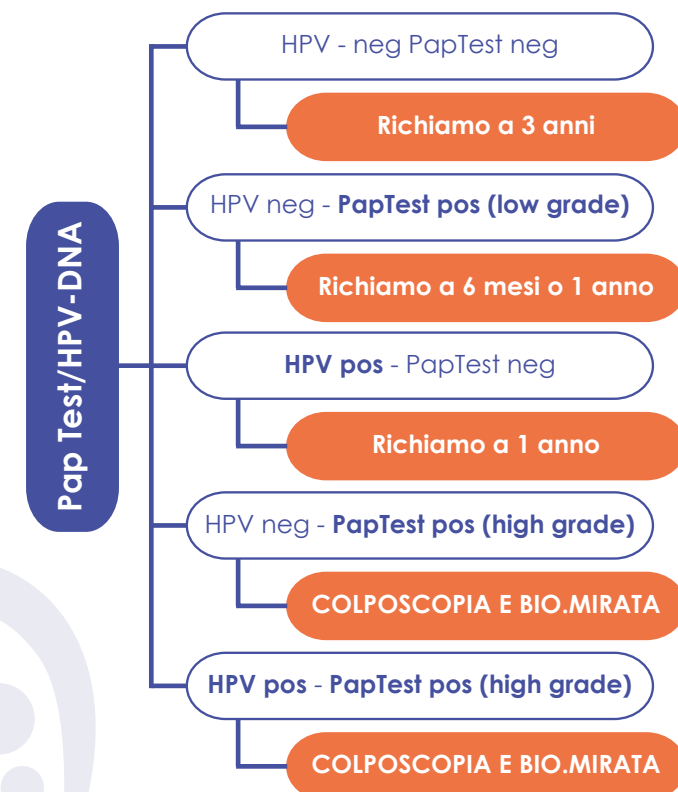 Pap Test/HPV-DNA
HPV - neg PapTest neg
Richiamo a 3 anni
HPV neg - PapTest pos (low grade)
Richiamo a 6 mesi o 1 anno
HPV pos - PapTest neg
Richiamo a 1 anno
HPV neg - PapTest pos (high grade)
COLPOSCOPIA E BIO.MIRATA
HPV pos - PapTest pos (high grade)
COLPOSCOPIA E BIO.MIRATA